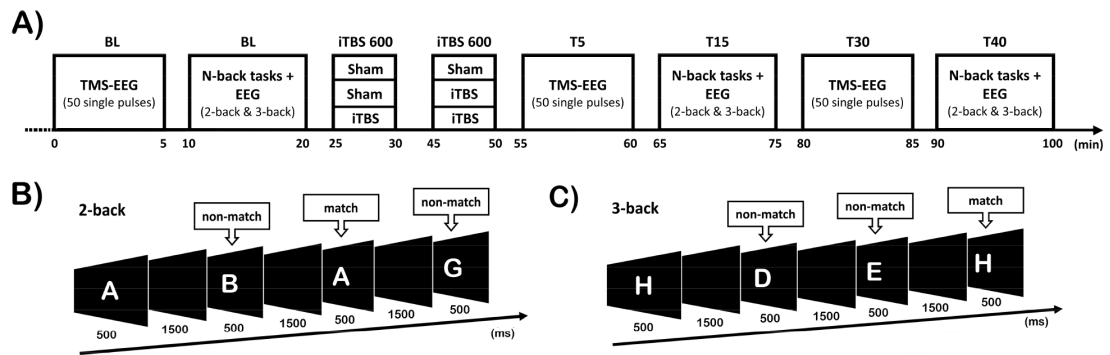 A)
BL BL iTBS 600 iTBS 600 T5 T15 T30 T40
TMS-EEG
(50 single pulses)
N-back tasks +
EEG
(2-back & 3-back)
Sham
Sham
iTBS
Sham
iTBS
iTBS
TMS-EEG
(50 single pulses)
N-back tasks +
EEG
(2-back & 3-back)
TMS-EEG
(50 single pulses)
N-back tasks +
EEG
(2-back & 3-back)
0 5 10 20 25 30 45 50 55 60 65 75 80 85 90 100 (min)
B)
2-back
non-match
match
non-match
A B A G
500 1500 500 1500 500 1500 500
(ms)
C)
3-back
non-match
non-match
match
H D E H
500 1500 500 1500 500 1500 500
(ms)